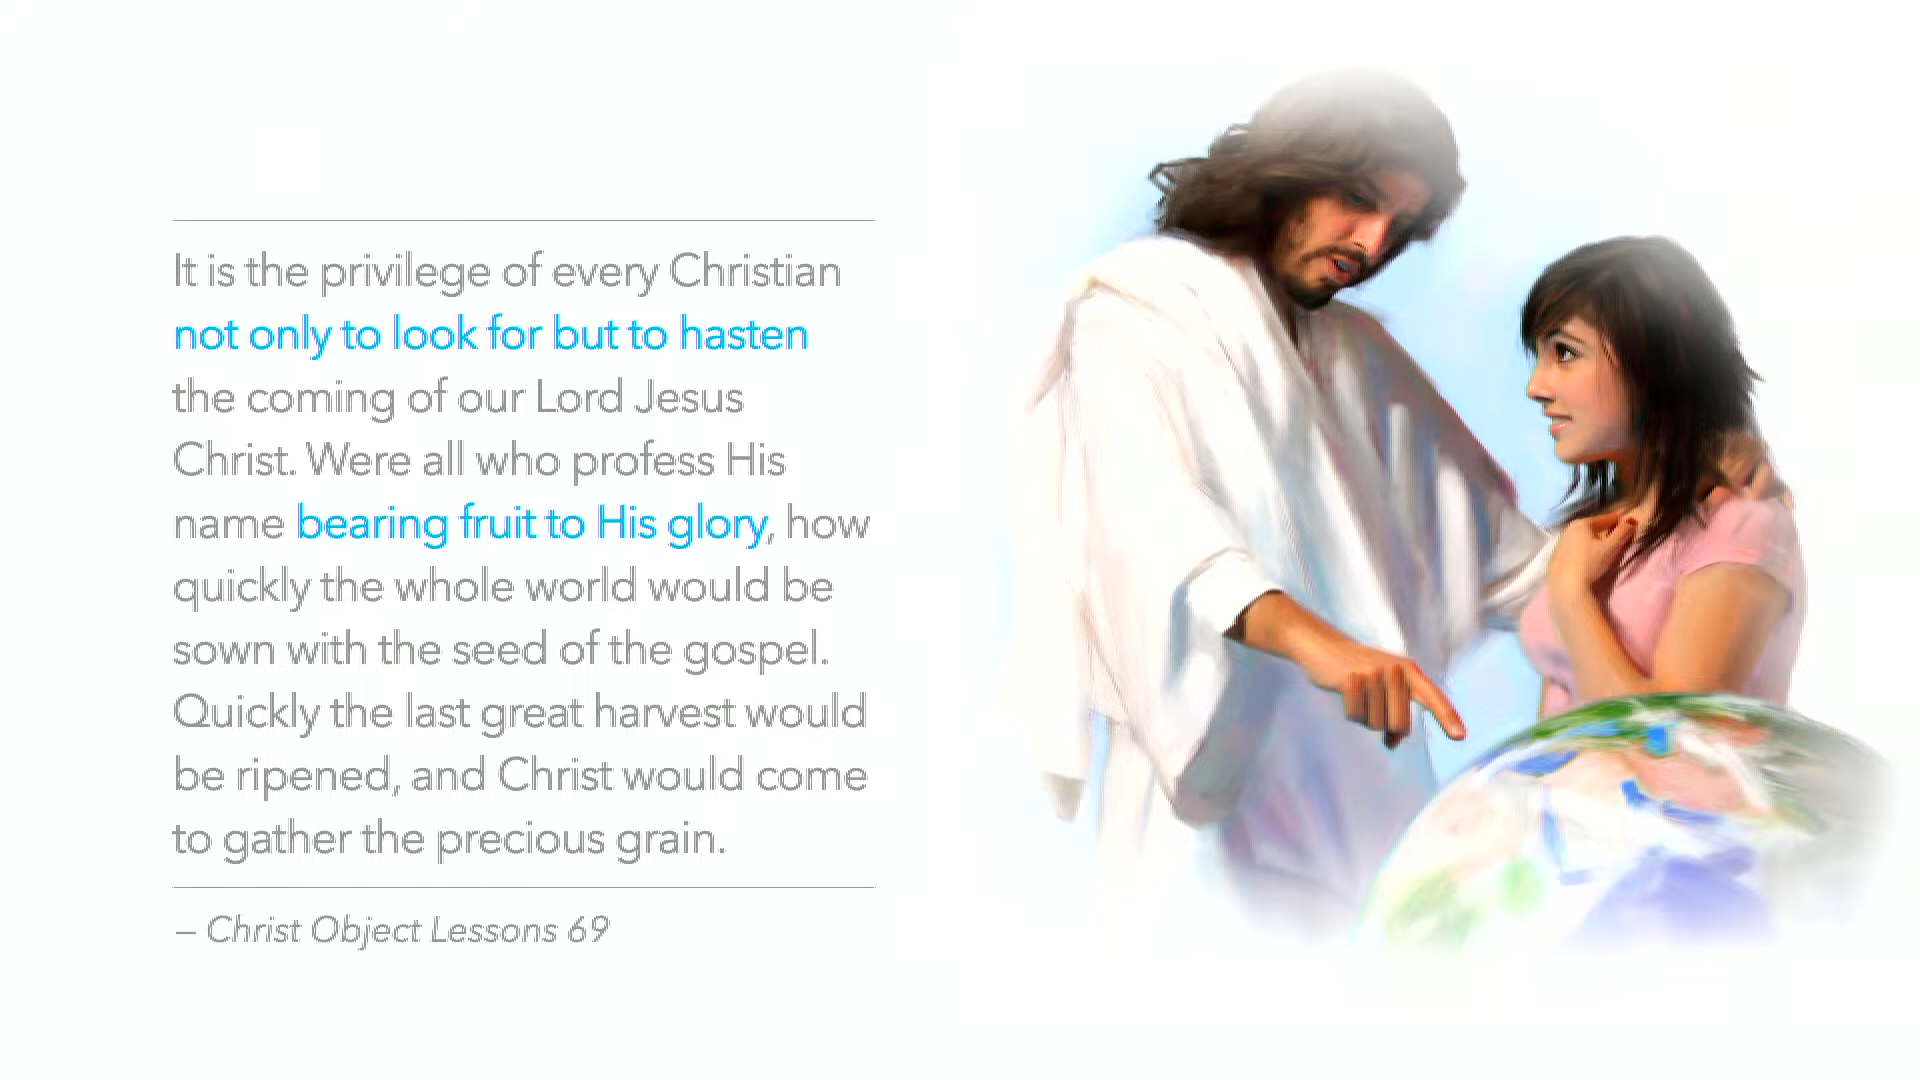 It is the privilege of every Christian
not only to look for but to hasten
the coming of our Lord Jesus
Christ. Were all who profess His
name bearing fruit to His glory, how
quickly the whole world would be
sown with the seed of the gospel.
Quickly the last great harvest would
be ripened, and Christ would come
to gather the precious grain.
– Christ Object Lessons 69